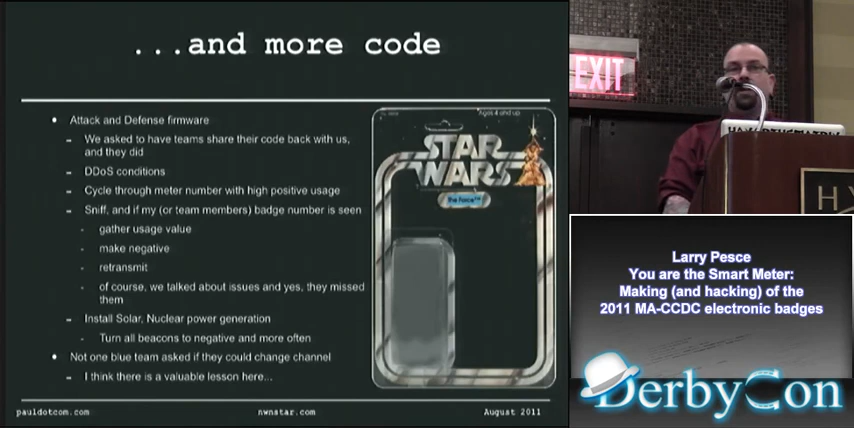 ...and more code
• Attack and Defense firmware
– We asked to have teams share their code back with us,
and they did
– DDoS conditions
– Cycle through meter number with high positive usage
– Sniff, and if my (or team members) badge number is seen
- gather usage value
- make negative
- retransmit
- of course, we talked about issues and yes, they missed
them
– Install Solar, Nuclear power generation
- Turn all beacons to negative and more often
• Not one blue team asked if they could change channel
– I think there is a valuable lesson here...
Ages 4 and up
STAR
WARS
The Force™
pauldotcom.com
nwnstar.com
August 2011
EXIT
HY
Larry Pesce
You are the Smart Meter:
Making (and hacking) of the
2011 MA-CCDC electronic badges
DerbyCon